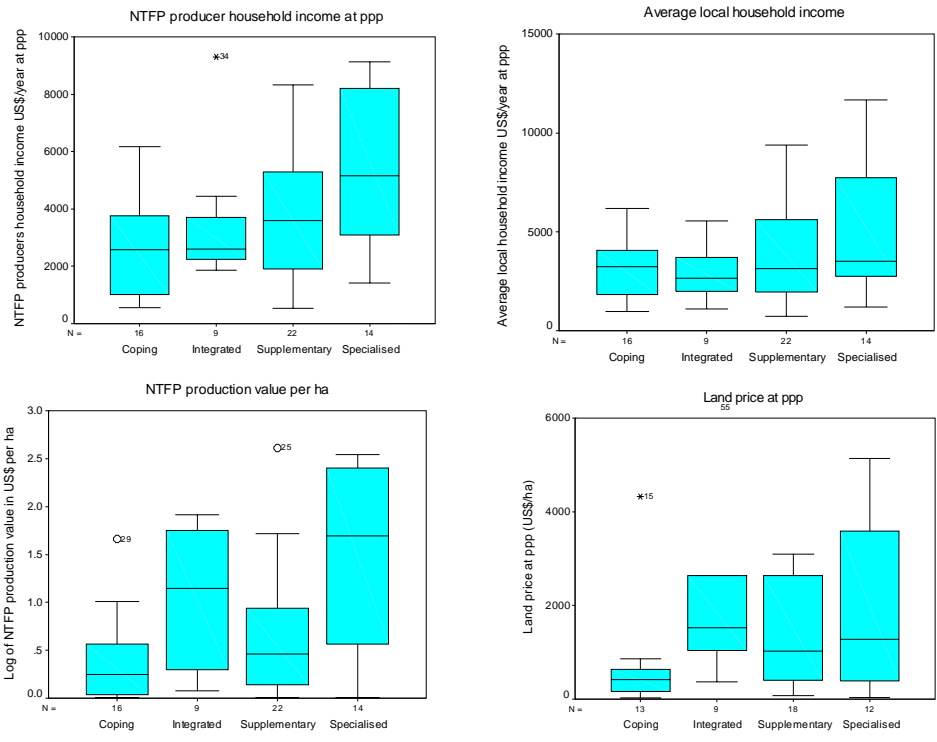 NTFP producer household income at ppp
NTFP producers household income US$/year at ppp
10000
8000
6000
4000
2000
0
34
N =
16
9
22
14
Coping
Integrated
Supplementary
Specialised
Average local household income
Average local household income US$/year at ppp
15000
10000
5000
0
N =
16
9
22
14
Coping
Integrated
Supplementary
Specialised
NTFP production value per ha
Log of NTFP production value in US$ per ha
3.0
2.5
2.0
1.5
1.0
.5
0.0
29
25
N =
16
9
22
14
Coping
Integrated
Supplementary
Specialised
Land price at ppp
55
Land price at ppp (US$/ha)
6000
4000
2000
0
15
N =
13
9
18
12
Coping
Integrated
Supplementary
Specialised